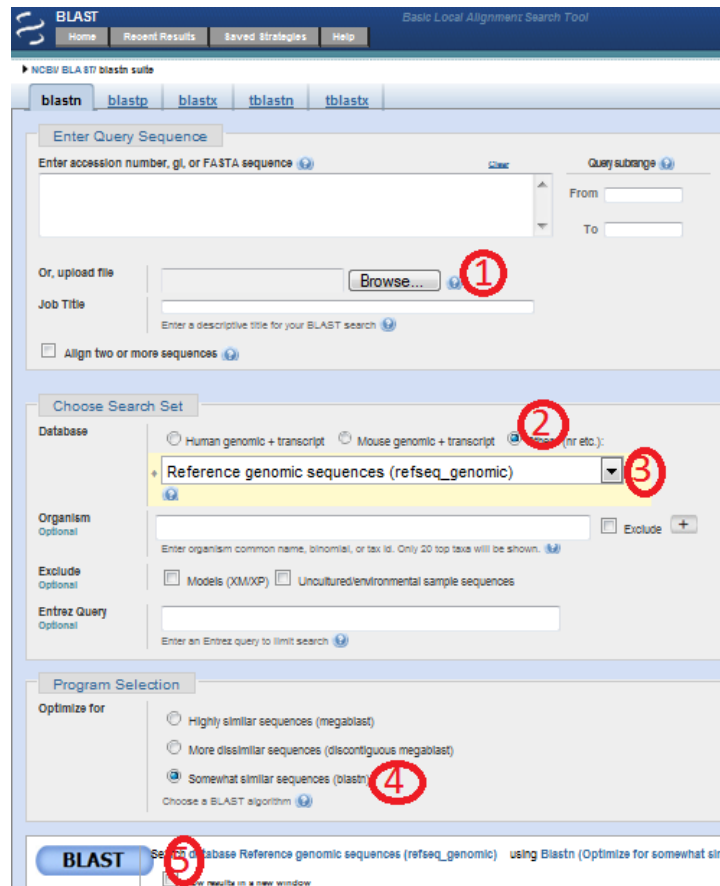 BLAST
Basic Local Alignment Search Tool
Home Recent Results Saved Strategies Help
NCBI/ BLAST/ blastn suite
blastn blastp blastx tblastn tblastx
Enter Query Sequence
Enter accession number, gi, or FASTA sequence Clear Query subrange
From
To
Or, upload file Browse... 1
Job Title
Enter a descriptive title for your BLAST search
Align two or more sequences
Choose Search Set
2
Database Human genomic + transcript Mouse genomic + transcript (nr etc.):
Reference genomic sequences (refseq_genomic) 3
Organism
Optional
Exclude +
Enter organism common name, binomial, or tax id. Only 20 top taxa will be shown.
Exclude
Optional
Models (XM/XP) Uncultured/environmental sample sequences
Entrez Query
Optional
Enter an Entrez query to limit search
Program Selection
Optimize for
Highly similar sequences (megablast)
More dissimilar sequences (discontiguous megablast)
Somewhat similar sequences (blastn) 4
Choose a BLAST algorithm
BLAST 5 database Reference genomic sequences (refseq_genomic) using Blastn (Optimize for somewhat
results in a new window